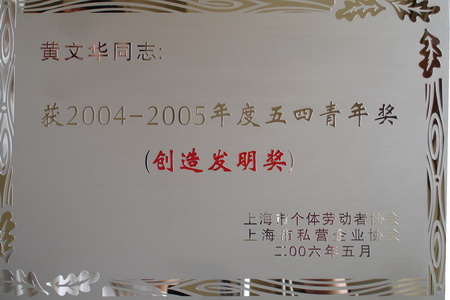 黄文华同志:
获2004-2005年度五四青年奖
(创造发明奖)
上海市个体劳动者协会
上海市私营企业协会
二00六年五月